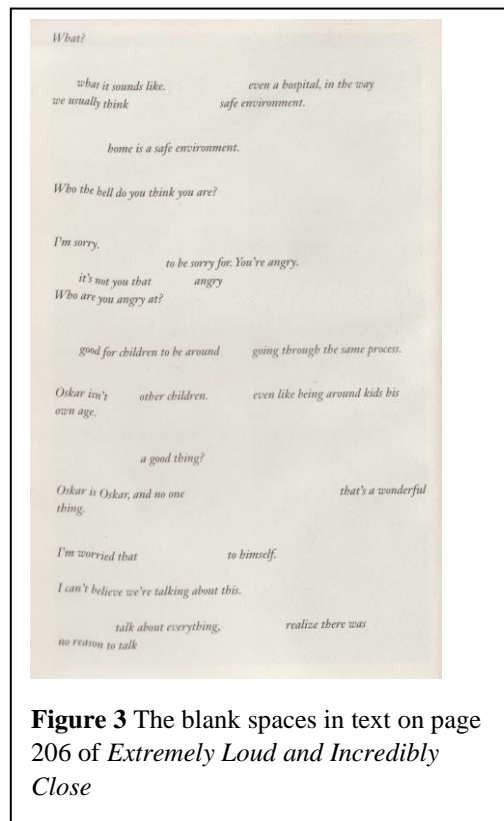 What?
what it sounds like. even a hospital, in the way
we usually think safe environment.
home is a safe environment.
Who the hell do you think you are?
I'm sorry.
to be sorry for. You're angry.
it's not you that angry
Who are you angry at?
good for children to be around going through the same process.
Oskar isn't other children. even like being around kids his
own age.
a good thing?
Oskar is Oskar, and no one that's a wonderful
thing.
I'm worried that to himself.
I can't believe we're talking about this.
talk about everything, realize there was
no reason to talk
Figure 3 The blank spaces in text on page
206 of Extremely Loud and Incredibly
Close